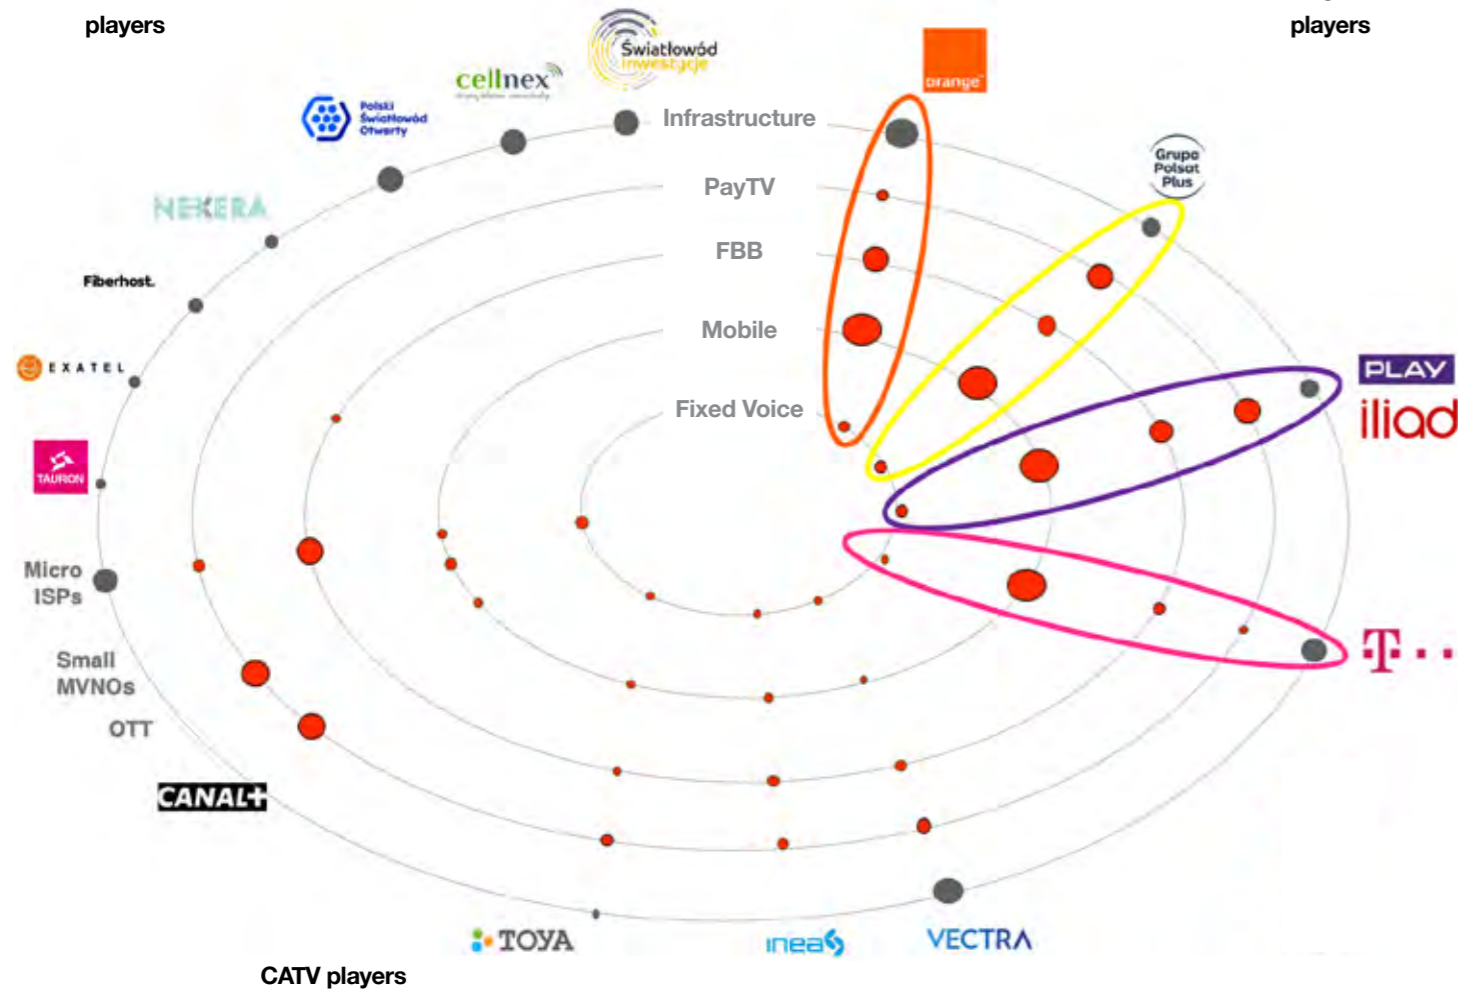 players
players
Światłowód
inwestycje
orange™
cellnex
Polski
Światłowód
Otwarty
Infrastructure
Grupa
Polsat
Plus
PayTV
NEXERA
FBB
Fiberhost.
Mobile
EXATEL
PLAY
iliad
Fixed Voice
TAURON
Micro
ISPs
Small
MVNOs
T
OTT
CANAL+
TOYA
inea
VECTRA
CATV players